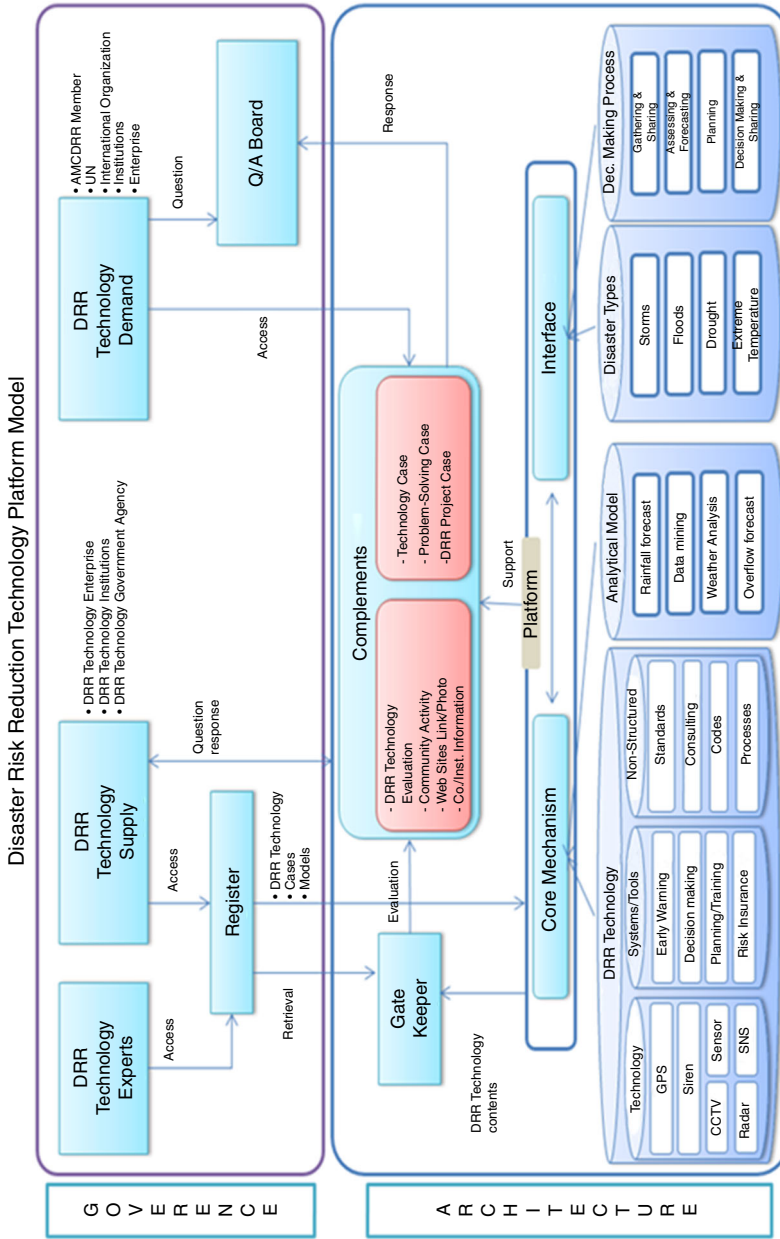 Disaster Risk Reduction Technology Platform Model
G O V E R E N C E
DRR
Technology
Experts
DRR
Technology
Supply
• DRR Technology Enterprise
• DRR Technology Institutions
• DRR Technology Government Agency
DRR
Technology
Demand
• AMCDRR Member
• UN
• International Organization
• Institutions
• Enterprise
Access
Access
Question
response
Access
Question
Register
Q/A Board
Retrieval
• DRR Technology
• Cases
• Models
A R C H I T E C T U R E
Gate
Keeper
Evaluation
Complements
- DRR Technology
Evaluation
- Community Activity
- Web Sites Link/Photo
- Co./Inst. Information
- Technology Case
- Problem-Solving Case
-DRR Project Case
Response
DRR Technology
contents
Support
Platform
Core Mechanism
Interface
DRR Technology
Technology
GPS
Siren
CCTV
Sensor
Radar
SNS
Systems/Tools
Early Warning
Decision making
Planning/Training
Risk Insurance
Non-Structured
Standards
Consulting
Codes
Processes
Analytical Model
Rainfall forecast
Data mining
Weather Analysis
Overflow forecast
Disaster Types
Storms
Floods
Drought
Extreme
Temperature
Dec. Making Process
Gathering &
Sharing
Assessing &
Forecasting
Planning
Decision Making &
Sharing